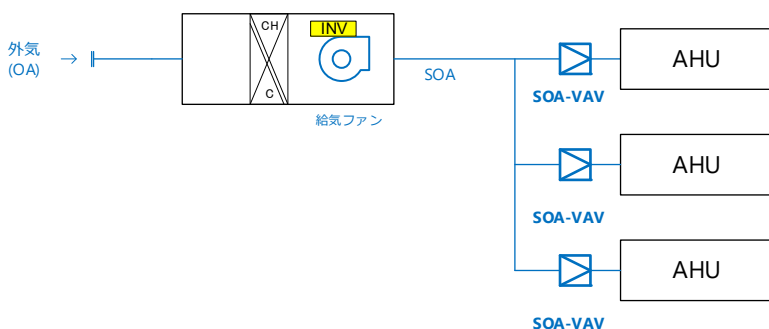 外気
(OA)
CH
C
INV
給気ファン
SOA
SOA-VAV
AHU
SOA-VAV
AHU
SOA-VAV
AHU